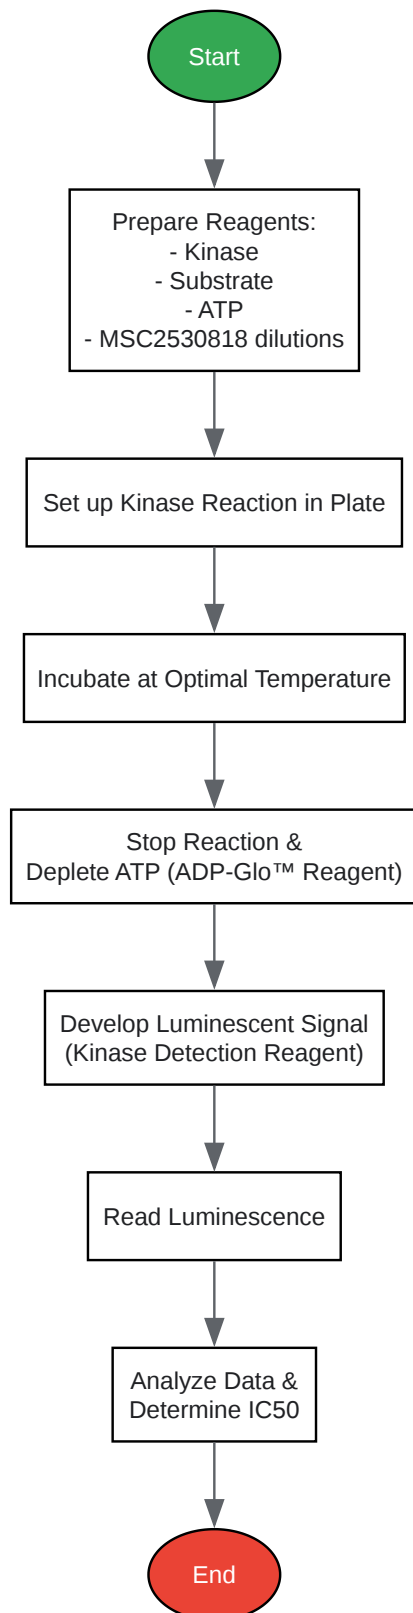 Start
Prepare Reagents:
- Kinase
- Substrate
- ATP
- MSC2530818 dilutions
Set up Kinase Reaction in Plate
Incubate at Optimal Temperature
Stop Reaction &
Deplete ATP (ADP-Glo™ Reagent)
Develop Luminescent Signal
(Kinase Detection Reagent)
Read Luminescence
Analyze Data &
Determine IC50
End